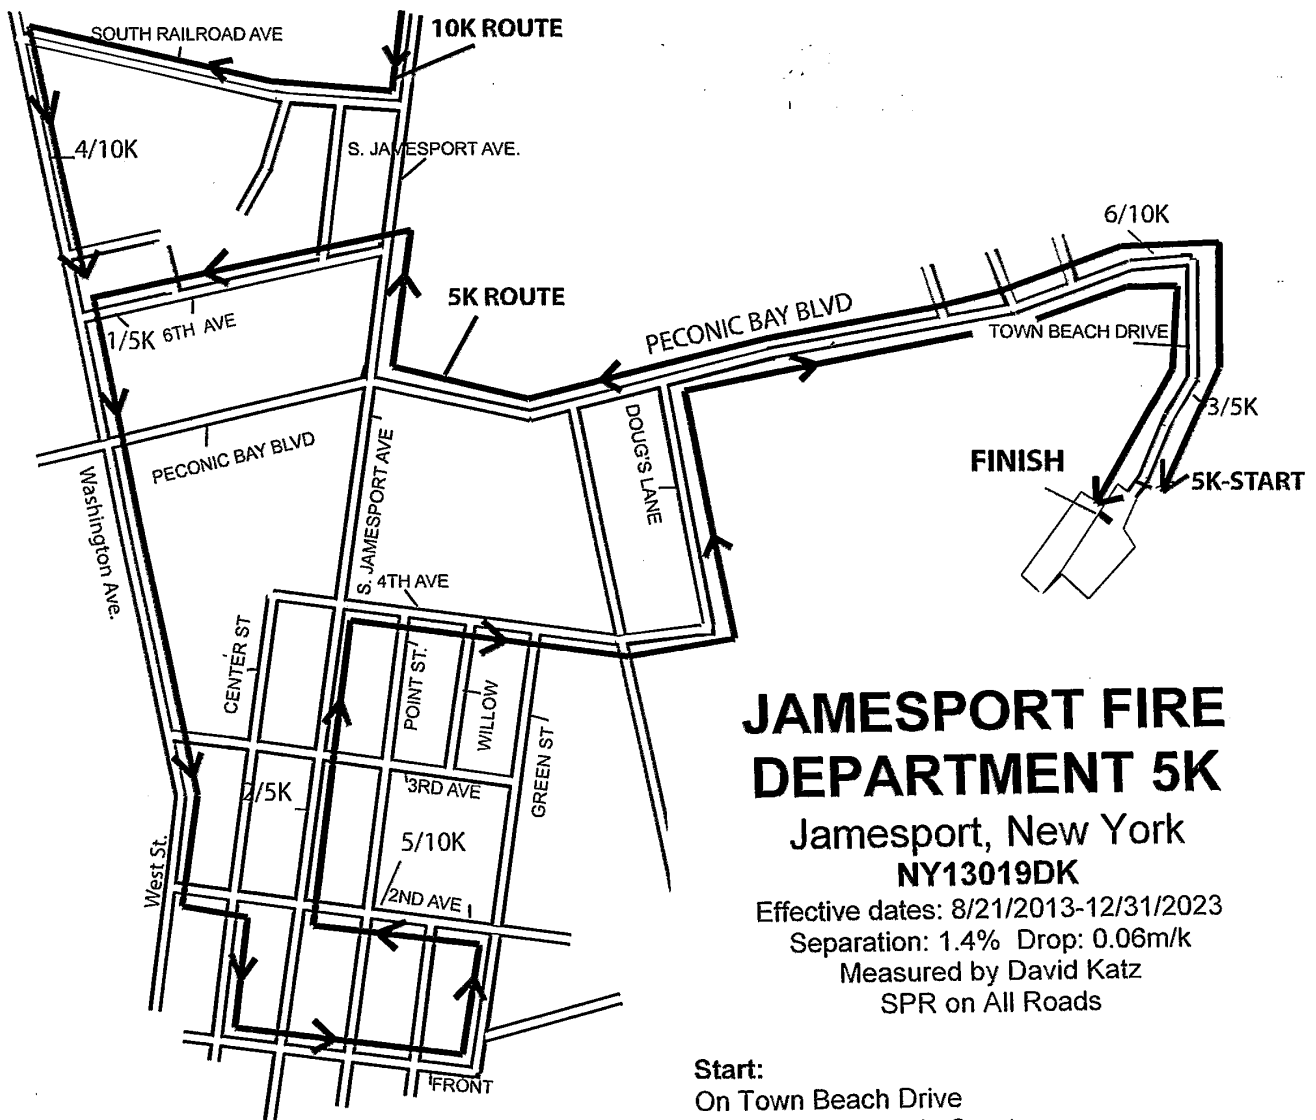 SOUTH RAILROAD AVE
10K ROUTE
4/10K
S. JAMESPORT AVE.
6/10K
5K ROUTE
PECONIC BAY BLVD
TOWN BEACH DRIVE
1/5K
6TH AVE
3/5K
PECONIC BAY BLVD
DOUG'S LANE
FINISH
5K-START
Washington Ave.
S. JAMESPORT AVE
4TH AVE
CENTER ST
POINT ST.
WILLOW
GREEN ST
2/5K
3RD AVE
5/10K
West St.
2ND AVE
FRONT
JAMESPORT FIRE
DEPARTMENT 5K
Jamesport, New York
NY13019DK
Effective dates: 8/21/2013-12/31/2023
Separation: 1.4% Drop: 0.06m/k
Measured by David Katz
SPR on All Roads
Start:
On Town Beach Drive